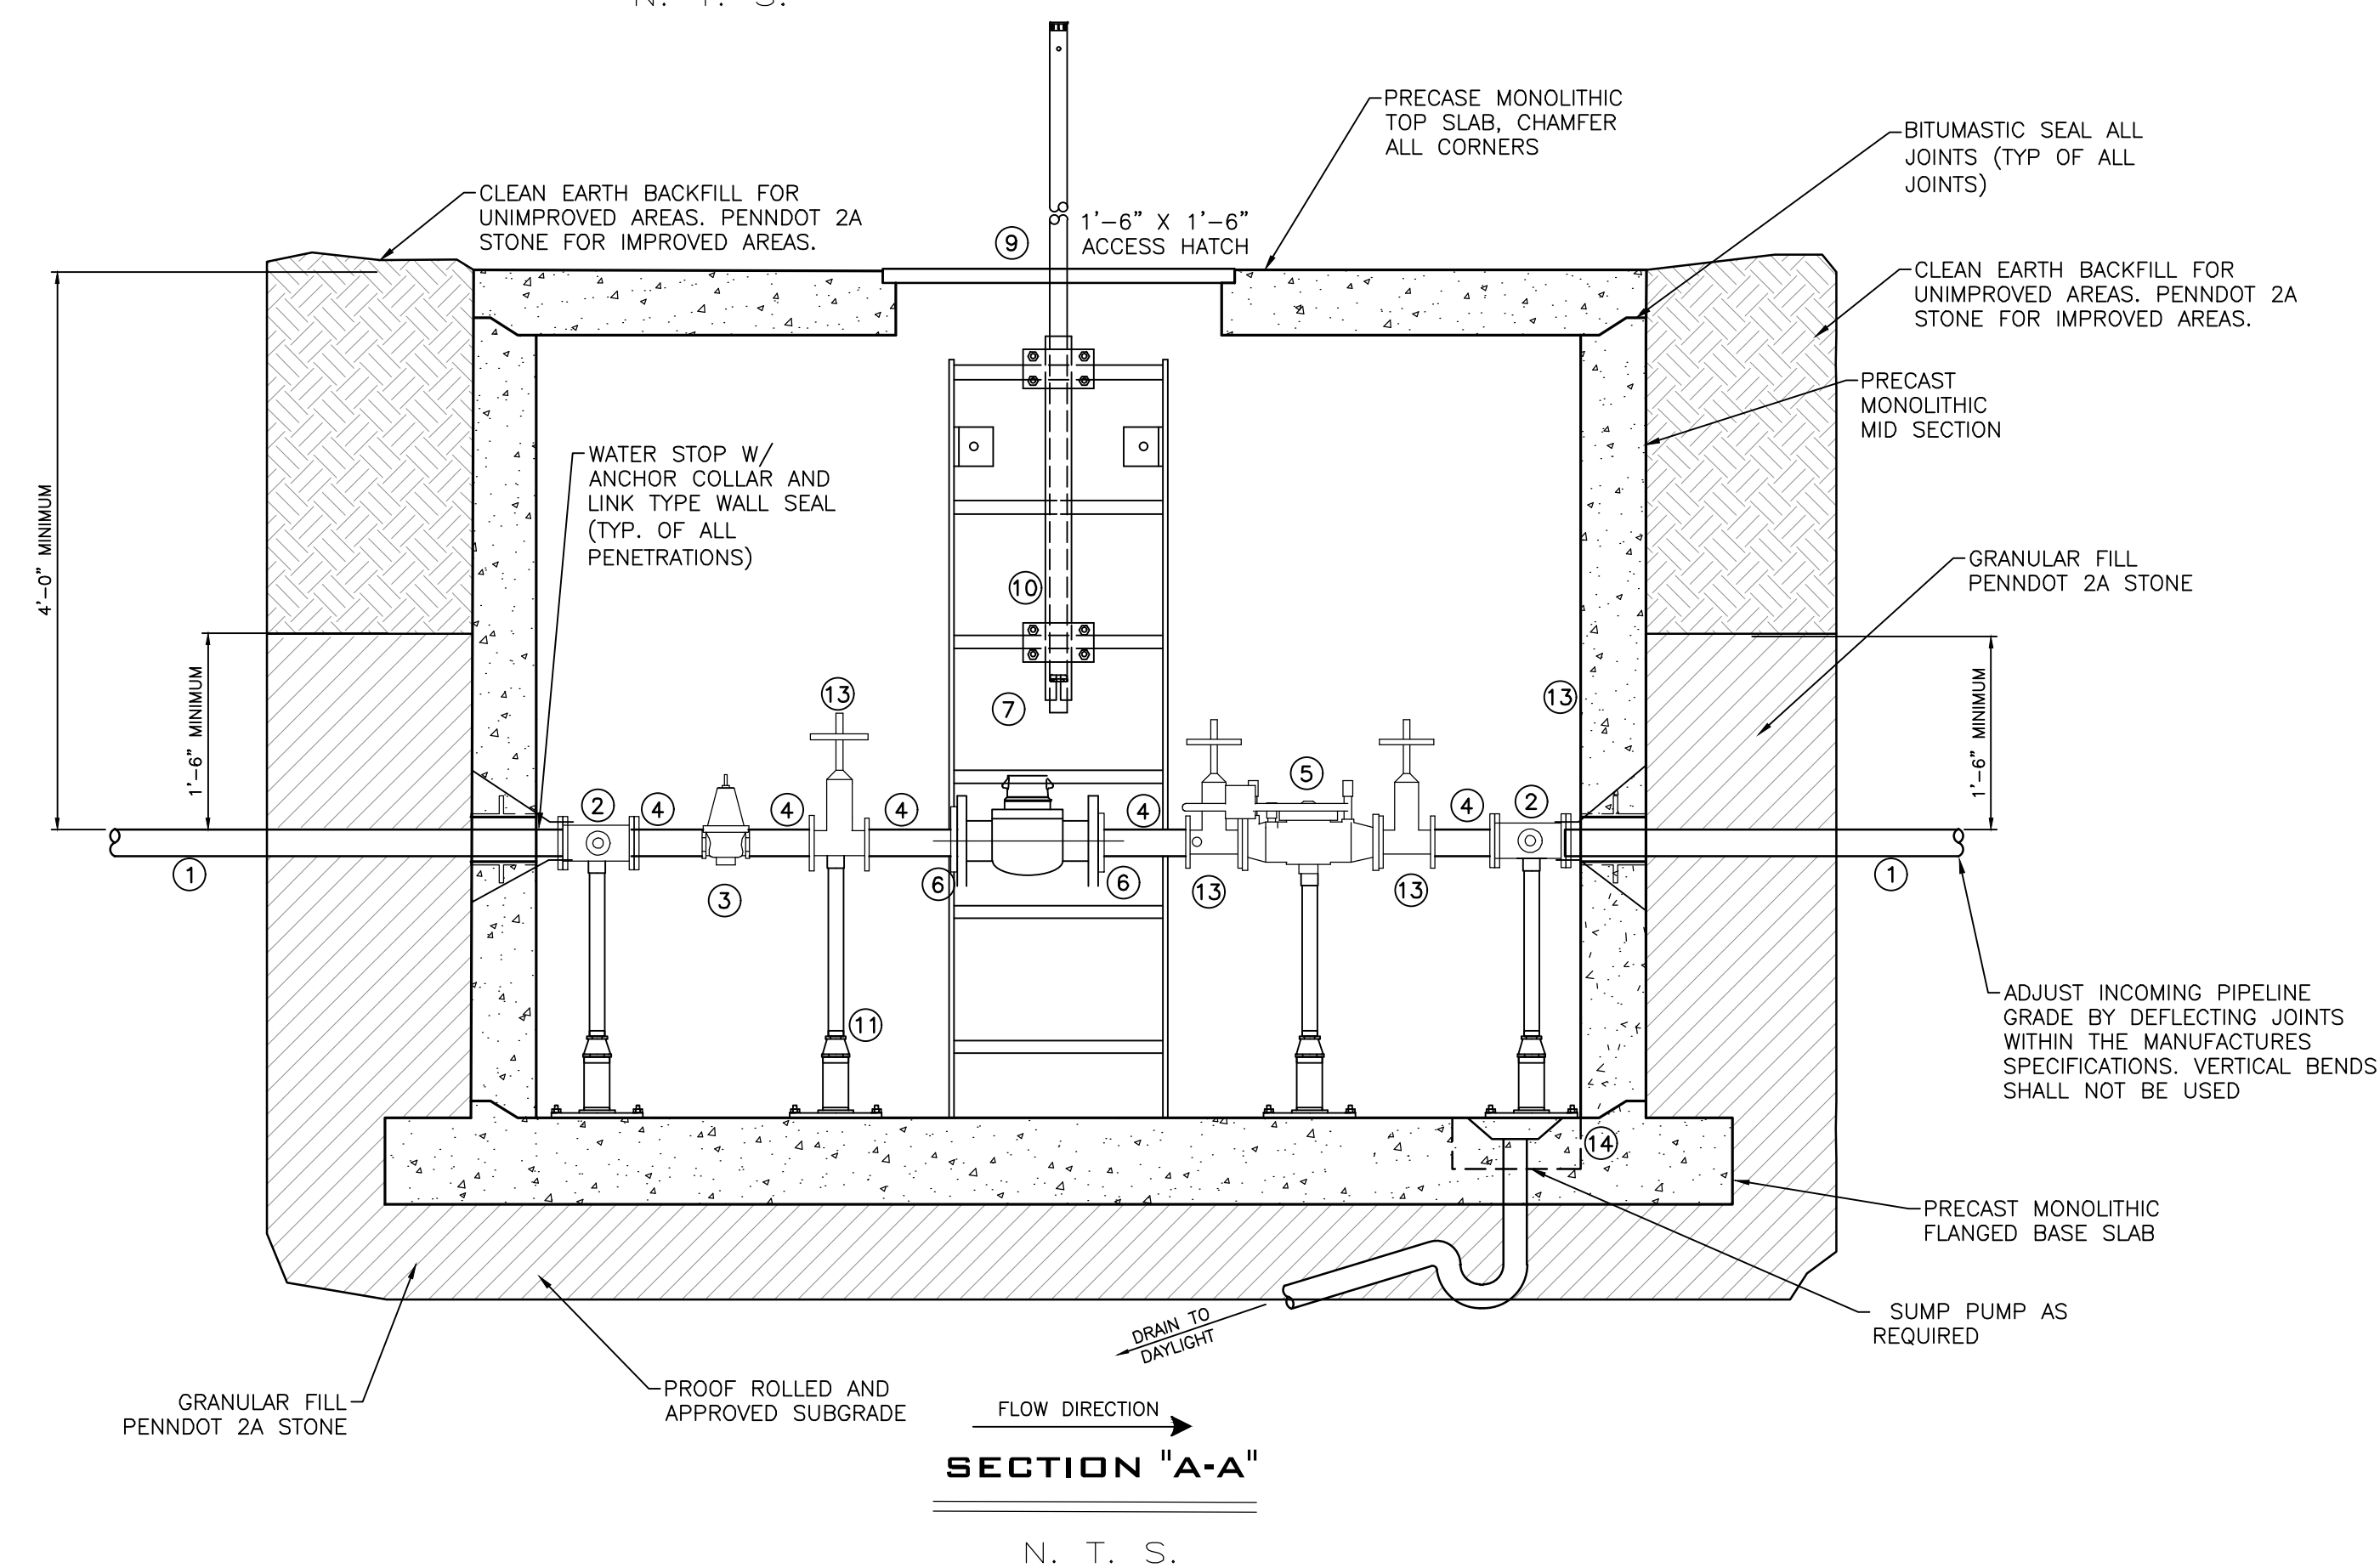 N. T. S.
PRECASE MONOLITHIC
TOP SLAB, CHAMFER
ALL CORNERS
BITUMASTIC SEAL ALL
JOINTS (TYP OF ALL
JOINTS)
CLEAN EARTH BACKFILL FOR
UNIMPROVED AREAS. PENNDOT 2A
STONE FOR IMPROVED AREAS.
9
1'-6" X 1'-6"
ACCESS HATCH
CLEAN EARTH BACKFILL FOR
UNIMPROVED AREAS. PENNDOT 2A
STONE FOR IMPROVED AREAS.
PRECAST
MONOLITHIC
MID SECTION
WATER STOP W/
ANCHOR COLLAR AND
LINK TYPE WALL SEAL
(TYP. OF ALL
PENETRATIONS)
4'-0" MINIMUM
1'-6" MINIMUM
10
GRANULAR FILL
PENNDOT 2A STONE
13
7
13
1'-6" MINIMUM
2
4
4
4
4
5
4
2
1
3
6
6
13
13
1
11
ADJUST INCOMING PIPELINE
GRADE BY DEFLECTING JOINTS
WITHIN THE MANUFACTURES
SPECIFICATIONS. VERTICAL BENDS
SHALL NOT BE USED
14
PRECAST MONOLITHIC
FLANGED BASE SLAB
SUMP PUMP AS
REQUIRED
DRAIN TO
DAYLIGHT
GRANULAR FILL
PENNDOT 2A STONE
PROOF ROLLED AND
APPROVED SUBGRADE
FLOW DIRECTION
SECTION "A-A"
N. T. S.